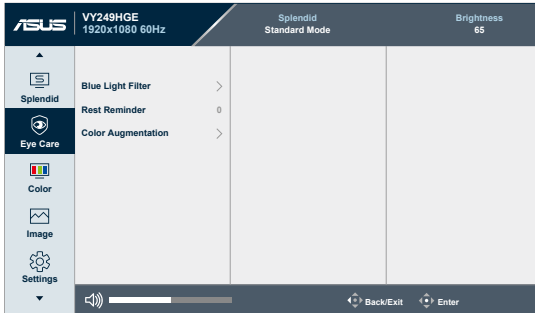 ASUS
VY249HGE
1920x1080 60Hz
Splendid
Standard Mode
Brightness
65
Splendid
Eye Care
Color
Image
Settings
Blue Light Filter
Rest Reminder 0
Color Augmentation
Back/Exit
Enter